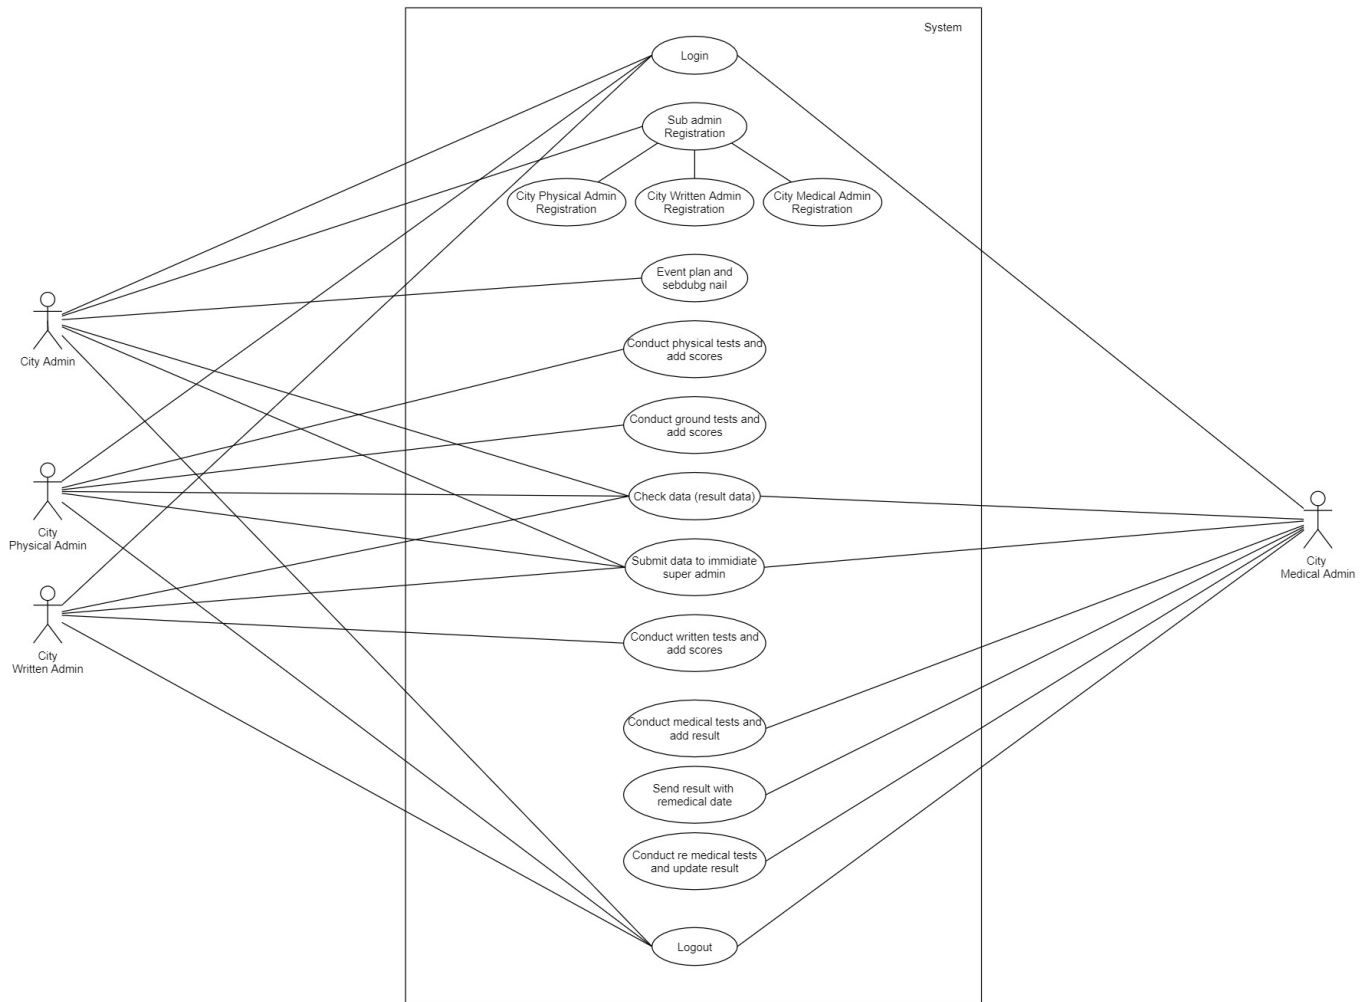 System
Login
Sub admin
Registration
City Physical Admin
Registration
City Written Admin
Registration
City Medical Admin
Registration
Event plan and
sebdubg nail
City Admin
Conduct physical tests and
add scores
Conduct ground tests and
add scores
City
Physical Admin
Check data (result data)
City
Medical Admin
Submit data to immidiate
super admin
City
Written Admin
Conduct written tests and
add scores
Conduct medical tests and
add result
Send result with
remedical date
Conduct re medical tests
and update result
Logout